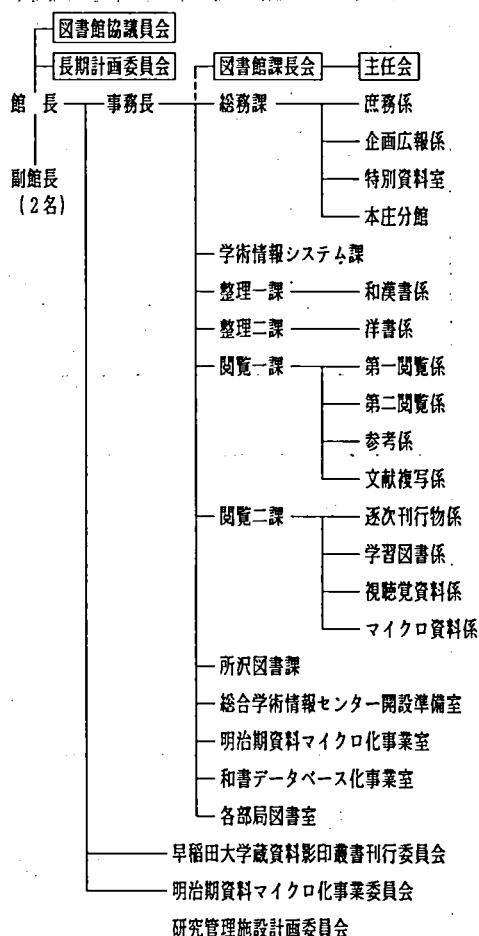 図書館協議員会
長期計画委員会 図書館課長会 主任会
館 長 事務長 総務課 庶務係
企画広報係
副館長 特別資料室
(2名)
本庄分館
学術情報システム課
整理一課 和漢書係
整理二課 洋書係
閲覧一課 第一閲覧係
第二閲覧係
参考係
文献複写係
閲覧二課 逐次刊行物係
学習図書係
視聴覚資料係
マイクロ資料係
所沢図書課
総合学術情報センター開設準備室
明治期資料マイクロ化事業室
和書データベース化事業室
各部局図書室
早稲田大学蔵資料影印叢書刊行委員会
明治期資料マイクロ化事業委員会
研究管理施設計画委員会